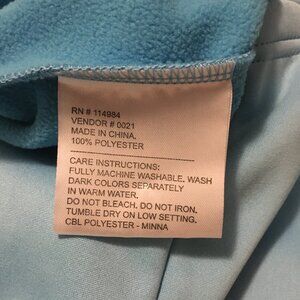 RN # 114984
VENDOR # 0021
MADE IN CHINA.
100% POLYESTER
CARE INSTRUCTIONS:
FULLY MACHINE WASHABLE. WASH
DARK COLORS SEPARATELY
IN WARM WATER.
DO NOT BLEACH. DO NOT IRON.
TUMBLE DRY ON LOW SETTING.
CBL POLYESTER - MINNA